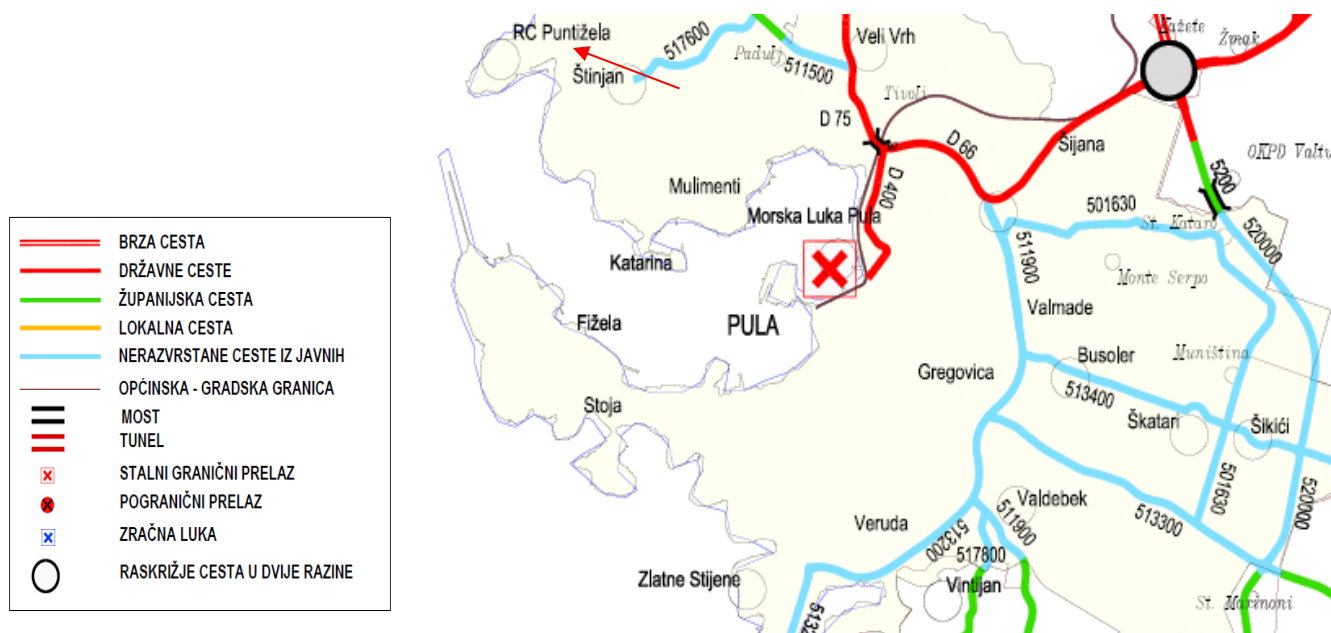 BRZA CESTA
DRŽAVNE CESTE
ŽUPANIJSKA CESTA
LOKALNA CESTA
NERAZVRSTANE CESTE IZ JAVNIH
OPĆINSKA - GRADSKA GRANICA
MOST
TUNEL
STALNI GRANIČNI PRELAZ
POGRANIČNI PRELAZ
ZRAČNA LUKA
RASKRIŽJE CESTA U DVIJE RAZINE
RC Puntižela
517600
Veli Vrh
Žmak
Padulj
511500
Štinjan
Tivoli
D 75
D 66
Šijana
OKPD
5200
D 400
Mulimenti
Morska Luka Pula
501630
St. Kataro
520000
511900
Katarina
Monte Serpo
Valmade
Fižela
PULA
Busoler
Muniština
Gregovica
513400
Stoja
Škatari
Šikići
501630
520000
Valdebek
511900
513300
Veruda
513200
517800
Zlatne Stijene
Vintijan
St.